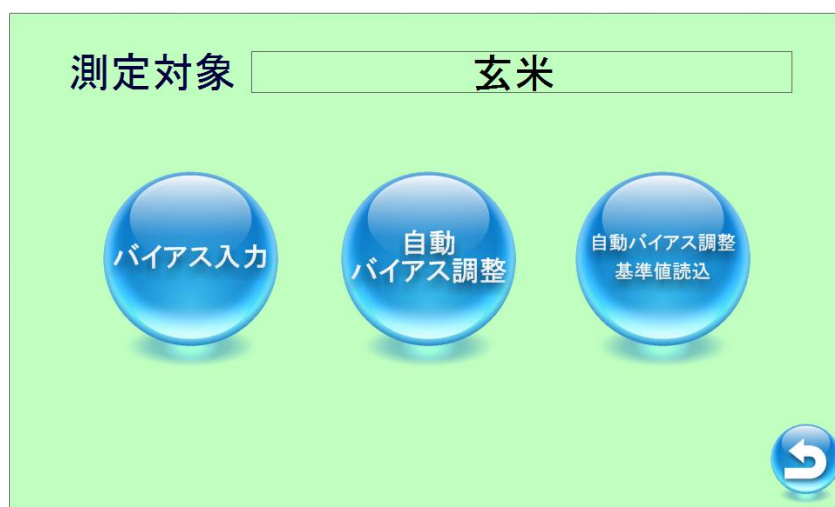 測定対象 玄米
バイアス入力
自動
バイアス調整
自動バイアス調整
基準値読込